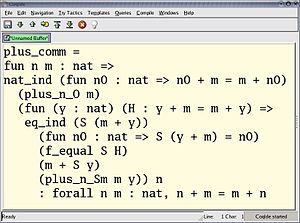 File Edit Navigation Try Tactics Templates Queries Compile Windows Help
*Unnamed Buffer*
plus_comm =
fun n m : nat =>
nat_ind (fun n0 : nat => n0 + m = m + n0)
(plus_n_0 m)
(fun (y : nat) (H : y + m = m + y) =>
eq_ind (S (m + y))
(fun n0 : nat => S (y + m) = n0)
(f_equal S H)
(m + S y)
(plus_n_Sm m y)) n
: forall n m : nat, n + m = m + n
Ready
Line: 1 Char: 1
CoqIde started